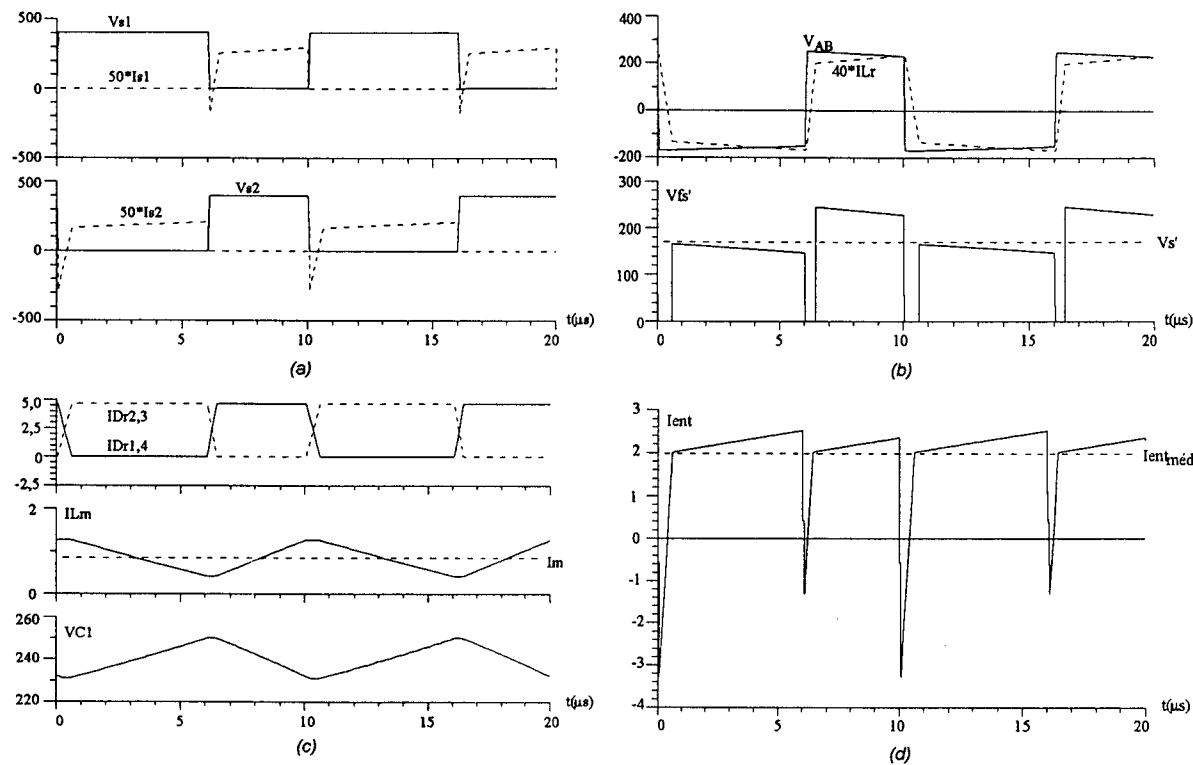 500
Vs1
50*Is1
0
-500
500
Vs2
50*Is2
0
-500
0 5 10 15 20 t(μs)
(a)
400
VAB
200
40*ILr
0
-200
300
Vfs'
200
Vs'
100
0
0 5 10 15 20 t(μs)
(b)
5,0
IDr2,3
2,5
IDr1,4
0
-2,5
2
ILm
1
Im
0
260
VC1
240
220
0 5 10 15 20 t(μs)
(c)
3
Ient
2
Ientméd
1
0
-1
-2
-3
-4
0 5 10 15 20 t(μs)
(d)